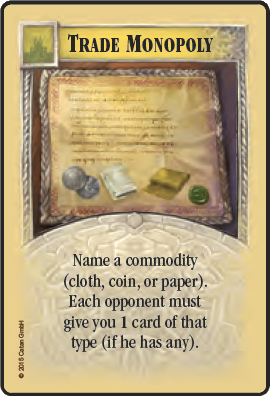 TRADE MONOPOLY
Name a commodity
(cloth, coin, or paper).
Each opponent must
give you 1 card of that
type (if he has any).
© 2015 Catan GmbH